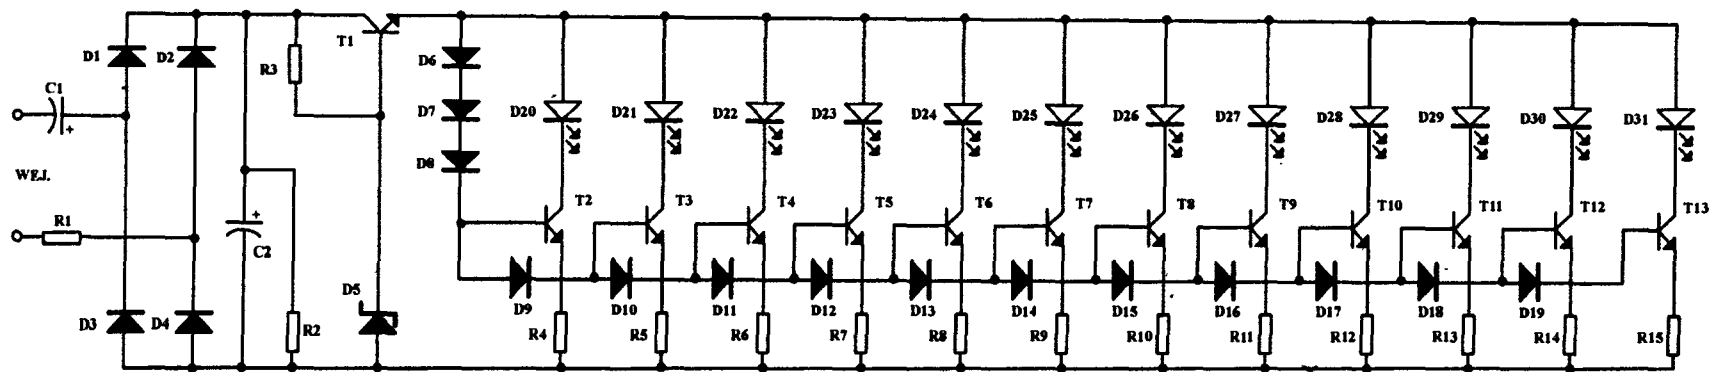 T1
D1
D2
R3
D6
C1
+
D7
D20
D21
D22
D23
D24
D25
D26
D27
D28
D29
D30
D31
D8
WEJ.
T2
T3
T4
T5
T6
T7
T8
T9
T10
T11
T12
T13
R1
+
C2
D5
D9
D10
D11
D12
D13
D14
D15
D16
D17
D18
D19
D3
D4
R2
R4
R5
R6
R7
R8
R9
R10
R11
R12
R13
R14
R15